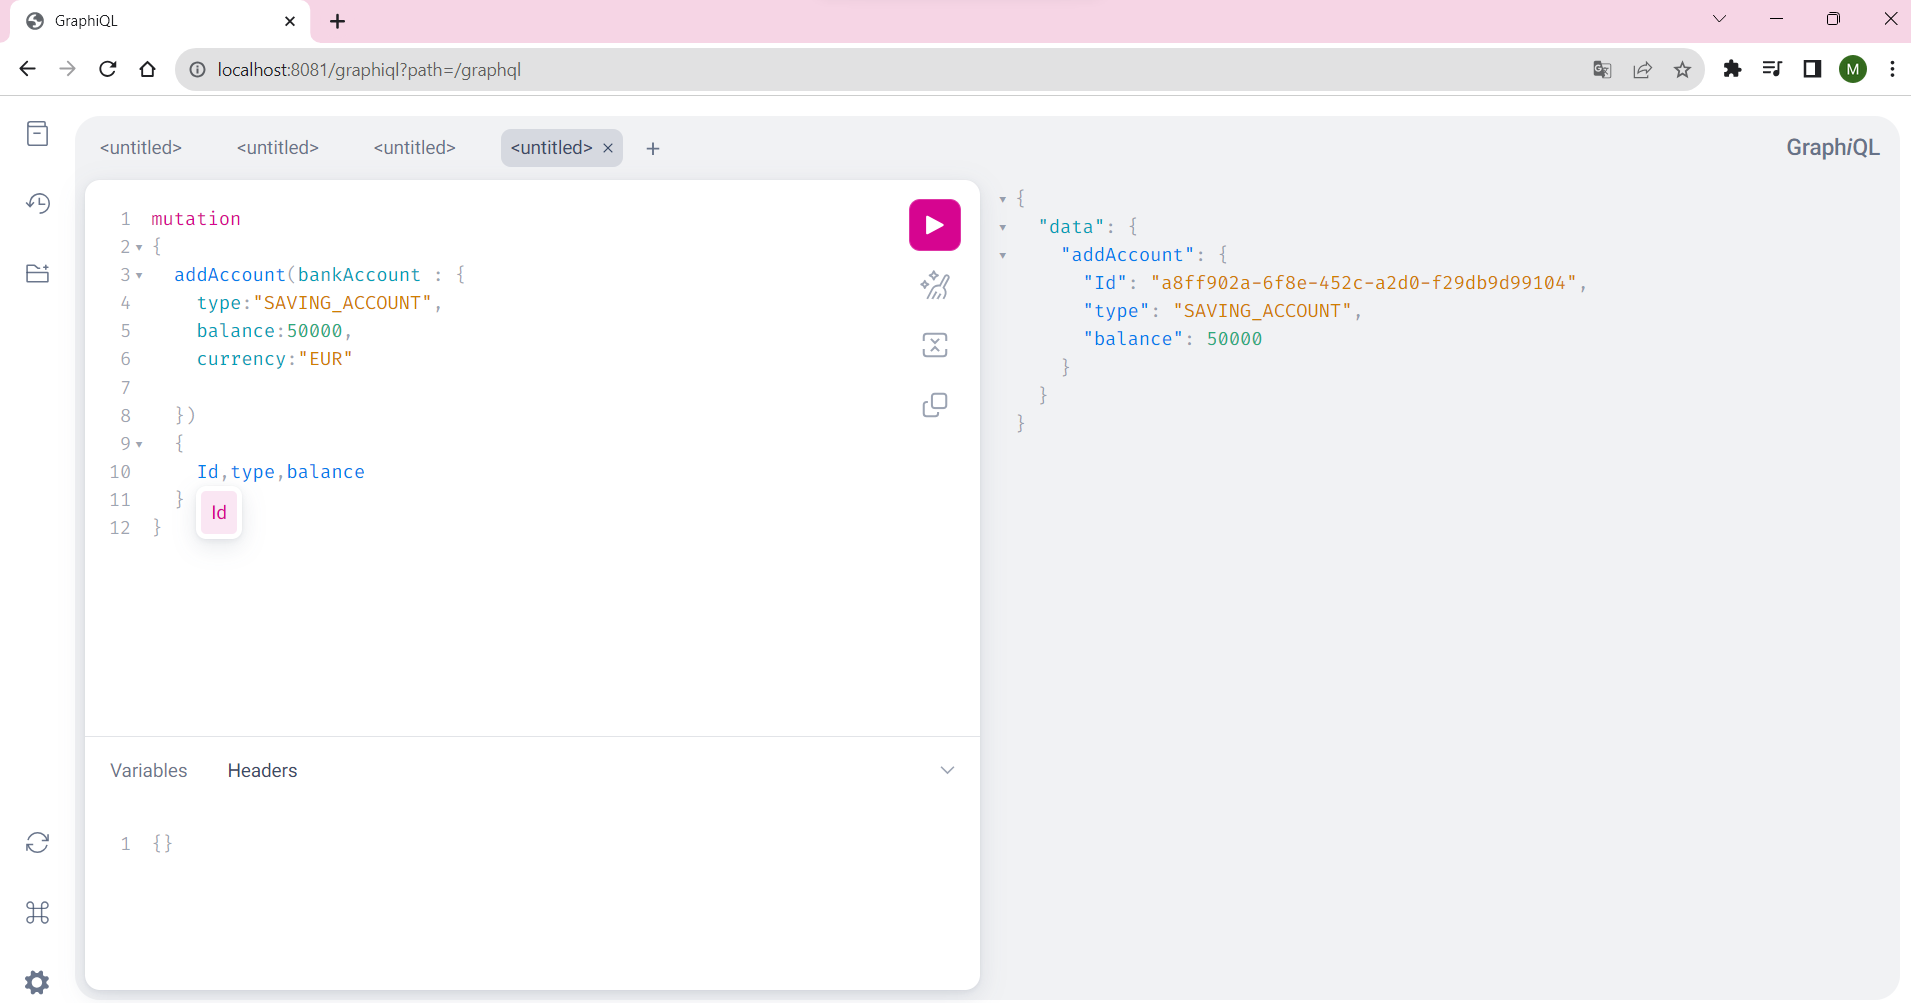 GraphiQL
localhost:8081/graphiql?path=/graphql
M
<untitled> <untitled> <untitled> <untitled> +
GraphiQL
1 mutation
2 {
3 addAccount(bankAccount : {
4 type:"SAVING_ACCOUNT",
5 balance:50000,
6 currency:"EUR"
7
8 })
9 {
10 Id,type,balance
11 }
12 }
Id
{
"data": {
"addAccount": {
"Id": "a8ff902a-6f8e-452c-a2d0-f29db9d99104",
"type": "SAVING_ACCOUNT",
"balance": 50000
}
}
}
Variables Headers
1 {}